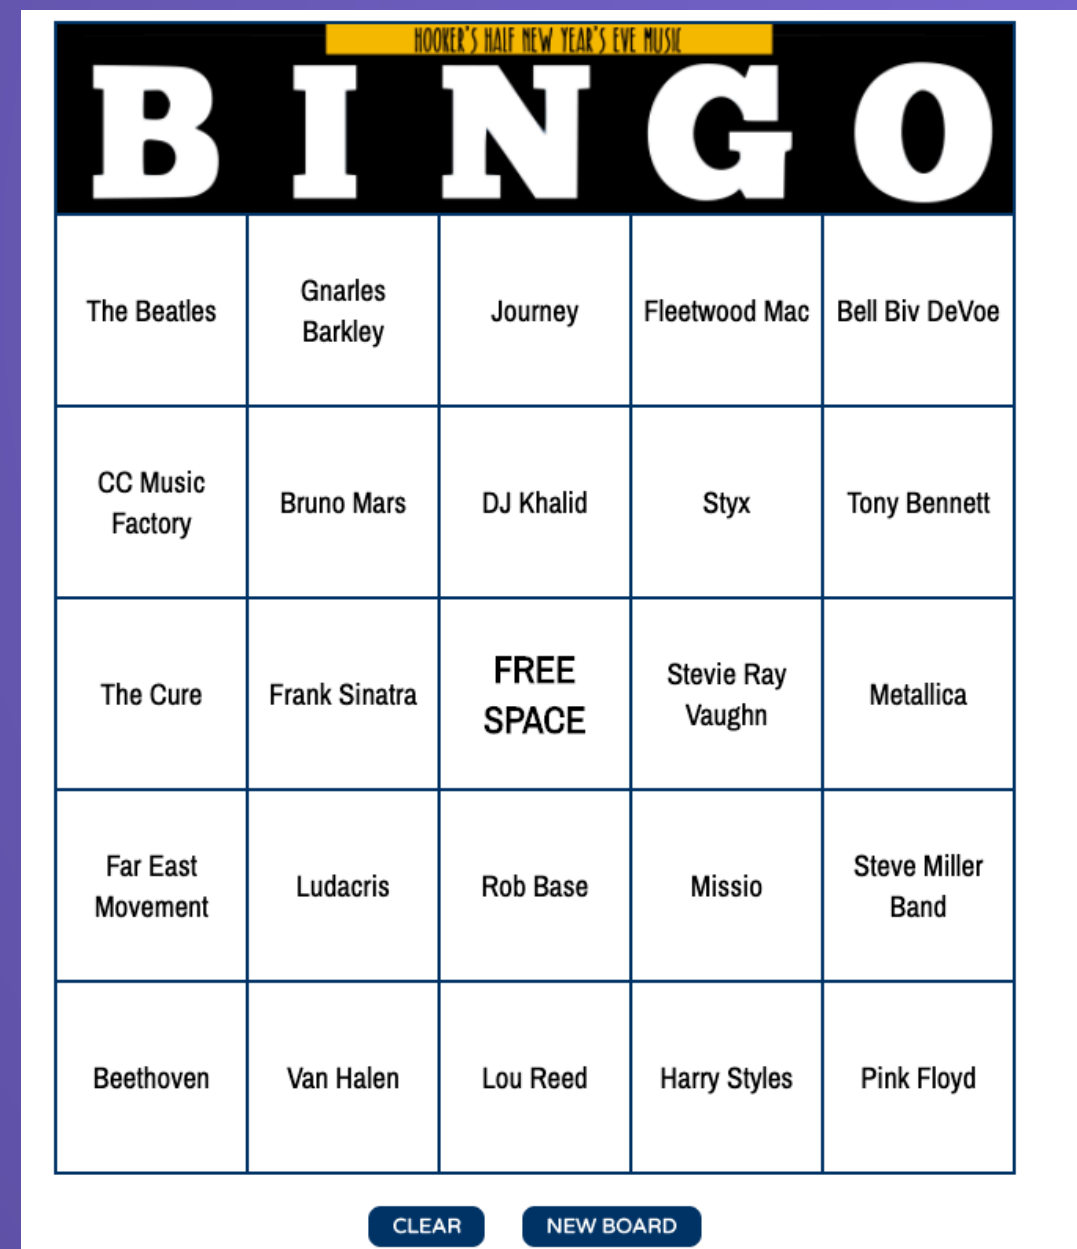 HOOKER'S HALF NEW YEAR'S EVE MUSIC
B I N G O
The Beatles
Gnarles
Barkley
Journey
Fleetwood Mac
Bell Biv DeVoe
CC Music
Factory
Bruno Mars
DJ Khalid
Styx
Tony Bennett
The Cure
Frank Sinatra
FREE
SPACE
Stevie Ray
Vaughn
Metallica
Far East
Movement
Ludacris
Rob Base
Missio
Steve Miller
Band
Beethoven
Van Halen
Lou Reed
Harry Styles
Pink Floyd
CLEAR
NEW BOARD